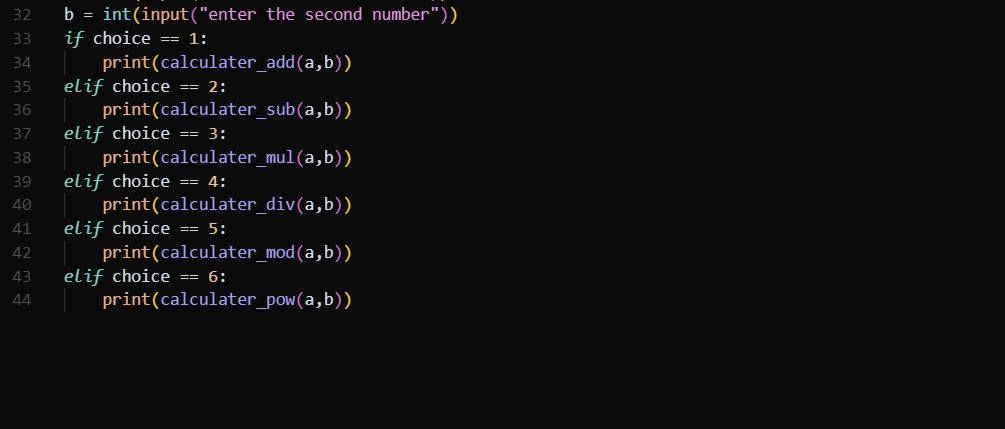 32 b = int(input("enter the second number"))
33 if choice == 1:
34 print(calculater_add(a,b))
35 elif choice == 2:
36 print(calculater_sub(a,b))
37 elif choice == 3:
38 print(calculater_mul(a,b))
39 elif choice == 4:
40 print(calculater_div(a,b))
41 elif choice == 5:
42 print(calculater_mod(a,b))
43 elif choice == 6:
44 print(calculater_pow(a,b))